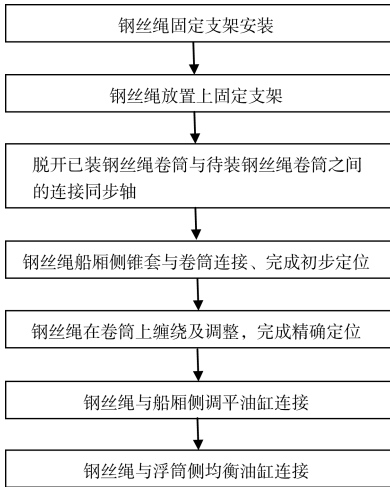 钢丝绳固定支架安装
钢丝绳放置上固定支架
脱开已装钢丝绳卷筒与待装钢丝绳卷筒之间
的连接同步轴
钢丝绳船厢侧锥套与卷筒连接、完成初步定位
钢丝绳在卷筒上缠绕及调整，完成精确定位
钢丝绳与船厢侧调平油缸连接
钢丝绳与浮筒侧均衡油缸连接